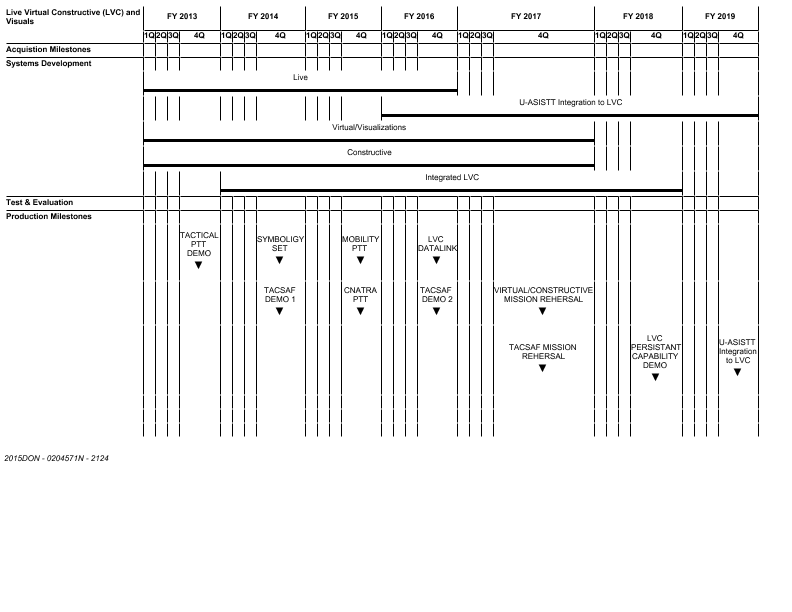 Live Virtual Constructive (LVC) and
Visuals
FY 2013 FY 2014 FY 2015 FY 2016 FY 2017 FY 2018 FY 2019
1Q 2Q 3Q 4Q 1Q 2Q 3Q 4Q 1Q 2Q 3Q 4Q 1Q 2Q 3Q 4Q 1Q 2Q 3Q 4Q 1Q 2Q 3Q 4Q 1Q 2Q 3Q 4Q
Acquistion Milestones
Systems Development
Live
U-ASISTT Integration to LVC
Virtual/Visualizations
Constructive
Integrated LVC
Test & Evaluation
Production Milestones
TACTICAL
PTT
DEMO
SYMBOLIGY
SET
MOBILITY
PTT
LVC
DATALINK
TACSAF
DEMO 1
CNATRA
PTT
TACSAF
DEMO 2
VIRTUAL/CONSTRUCTIVE
MISSION REHERSAL
TACSAF MISSION
REHERSAL
LVC
PERSISTANT
CAPABILITY
DEMO
U-ASISTT
Integration
to LVC
2015DON - 0204571N - 2124